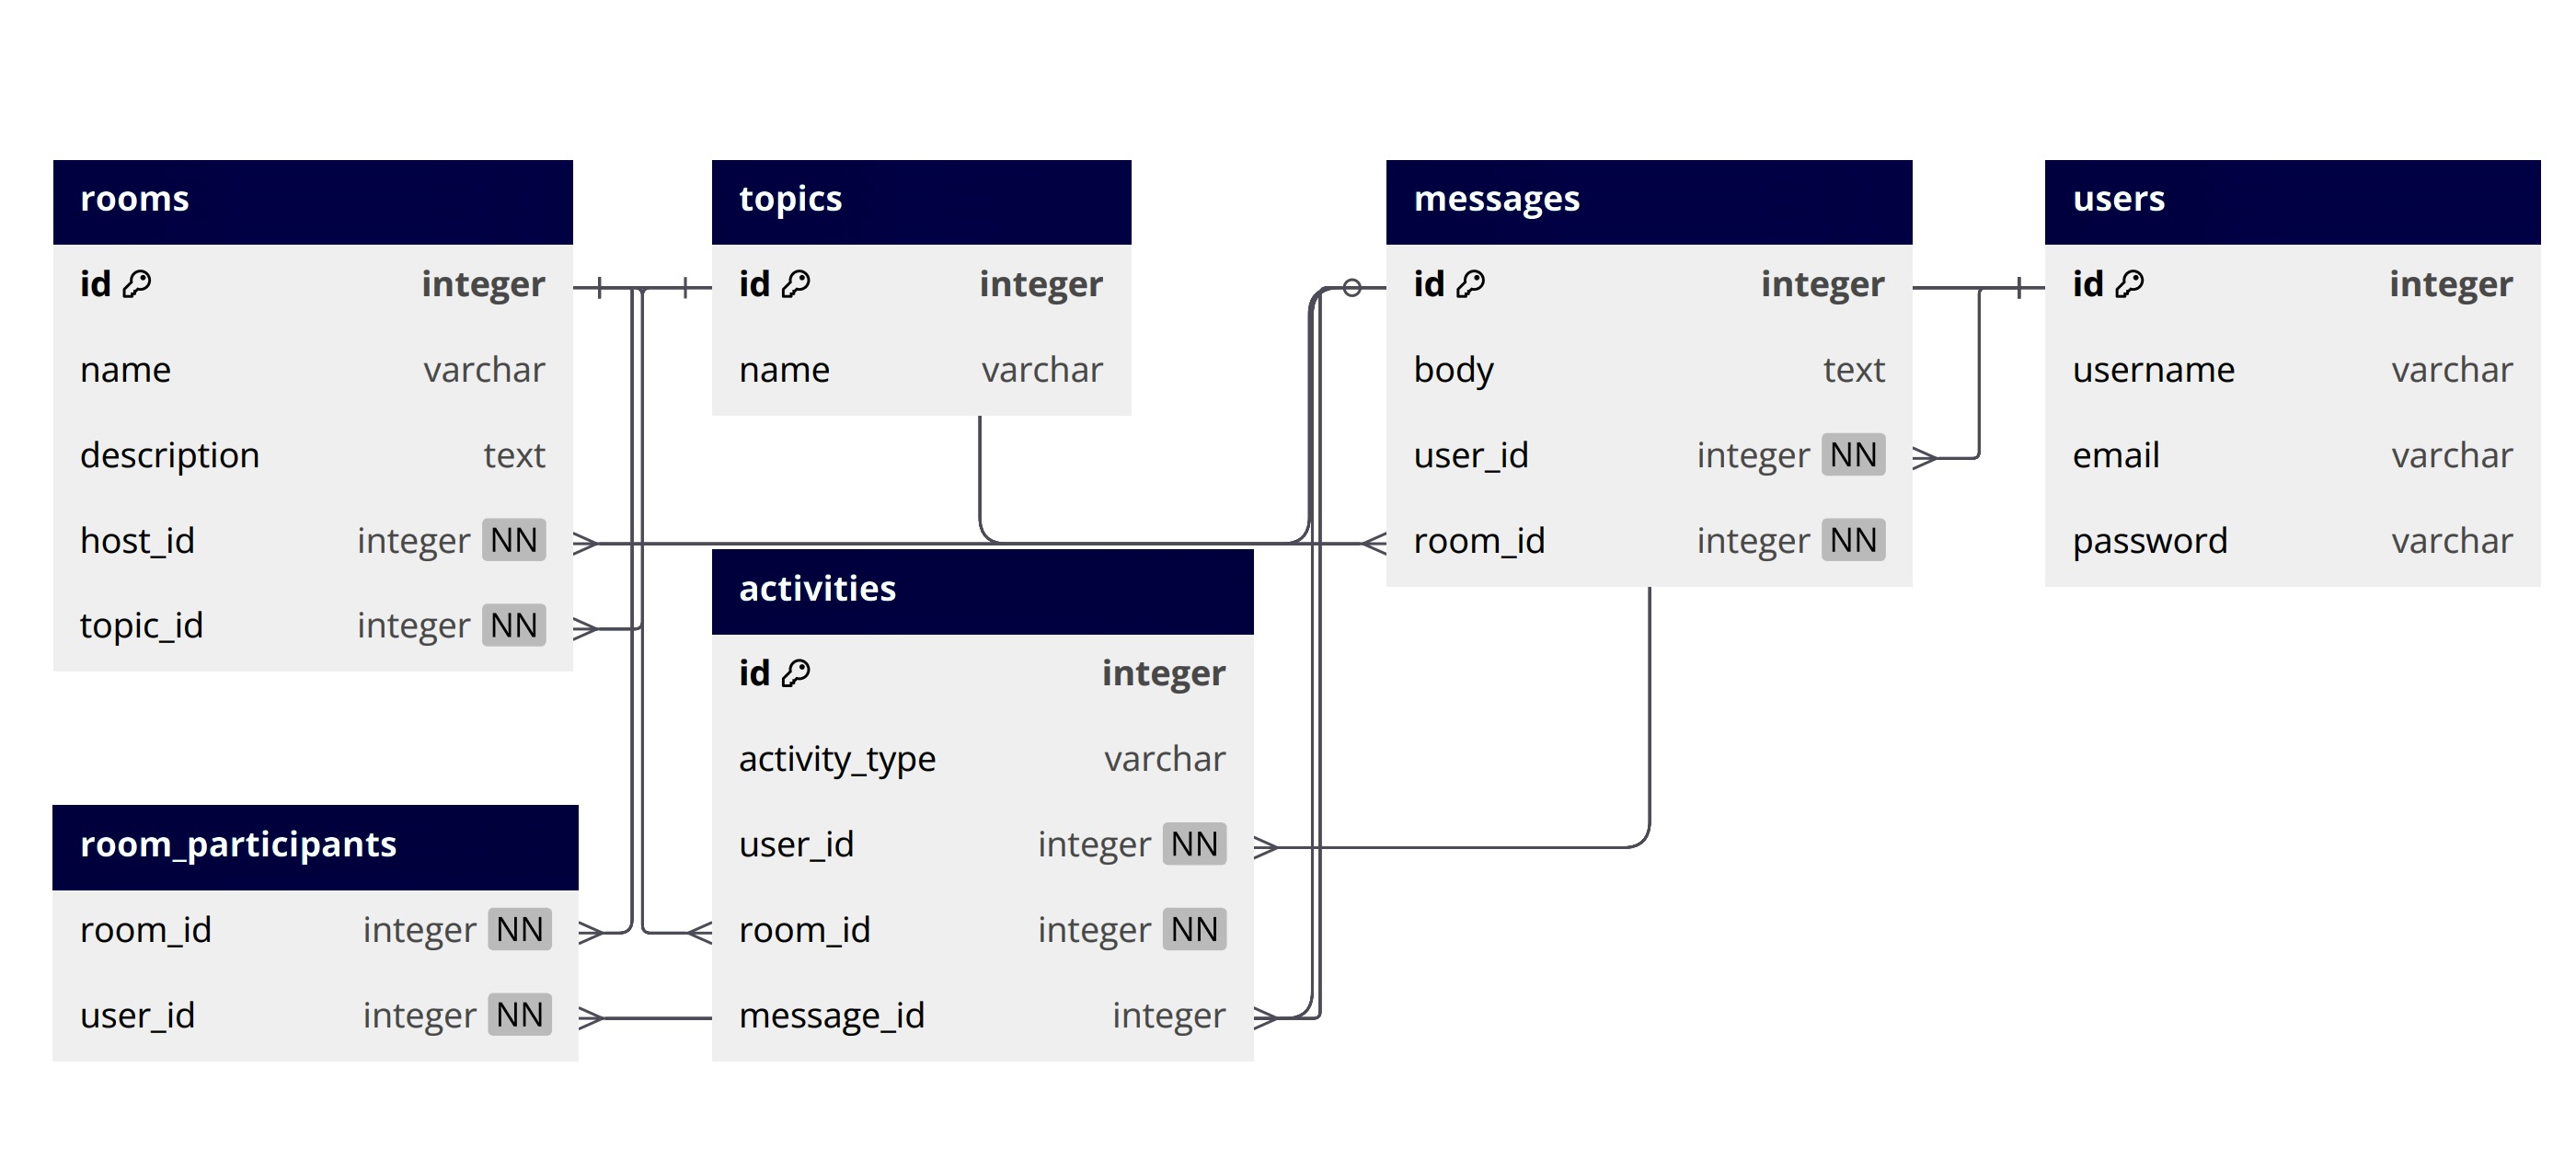 rooms
id integer
name varchar
description text
host_id integer NN
topic_id integer NN
topics
id integer
name varchar
messages
id integer
body text
user_id integer NN
room_id integer NN
users
id integer
username varchar
email varchar
password varchar
activities
id integer
activity_type varchar
user_id integer NN
room_id integer NN
message_id integer
room_participants
room_id integer NN
user_id integer NN